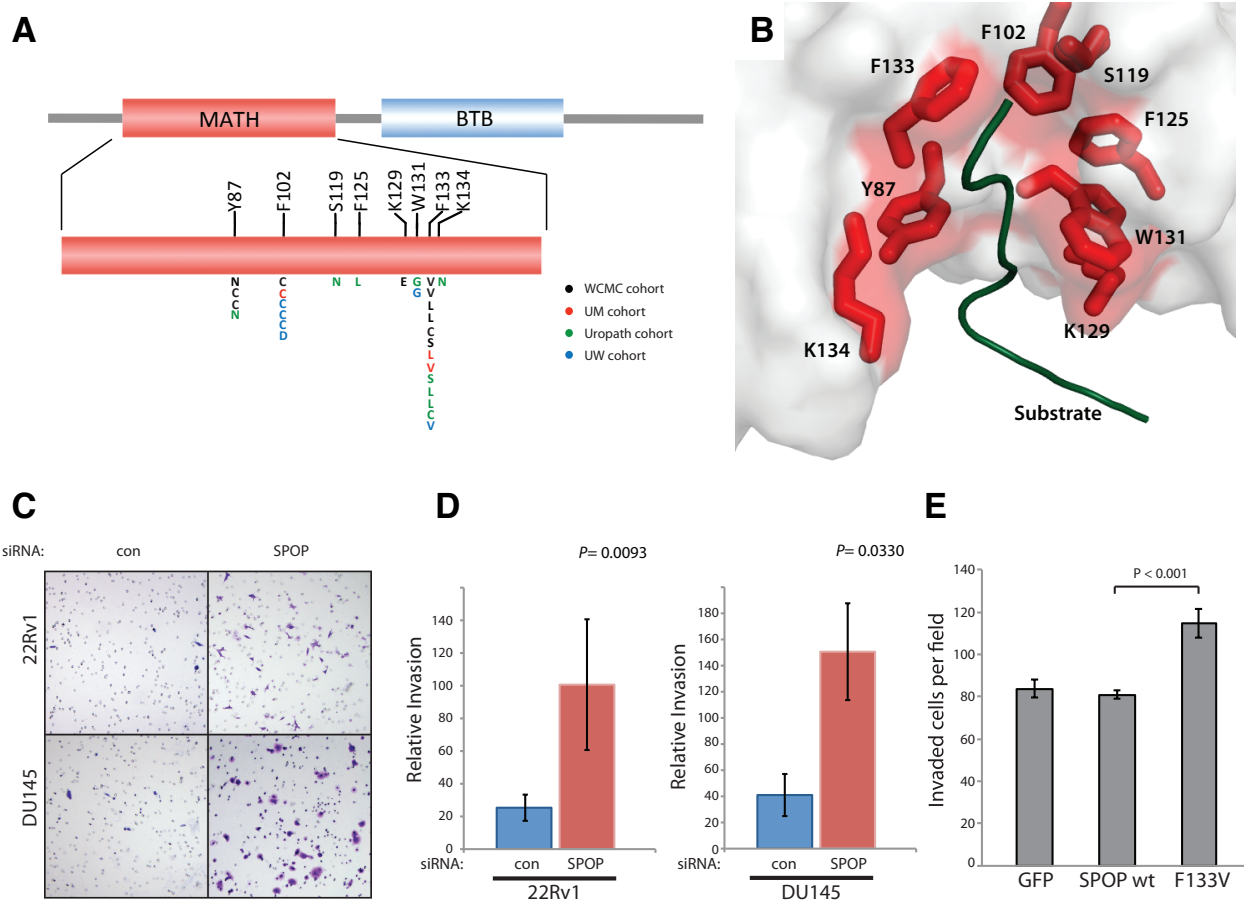 A
MATH
BTB
Y87
F102
S119
F125
K129
W131
F133
K134
N
C
C
N
C
C
C
C
C
D
N
L
E
G
G
V
V
L
L
C
S
L
V
S
L
L
C
V
N
WCMC cohort
UM cohort
Uropath cohort
UW cohort
B
F102
F133
S119
F125
Y87
W131
K129
K134
Substrate
C
siRNA: con SPOP
22Rv1
DU145
D
P= 0.0093
Relative Invasion
140
120
100
80
60
40
20
0
siRNA: con SPOP
22Rv1
P= 0.0330
Relative Invasion
180
160
140
120
100
80
60
40
20
0
siRNA: con SPOP
DU145
E
P < 0.001
Invaded cells per field
140
120
100
80
60
40
20
0
GFP SPOP wt F133V